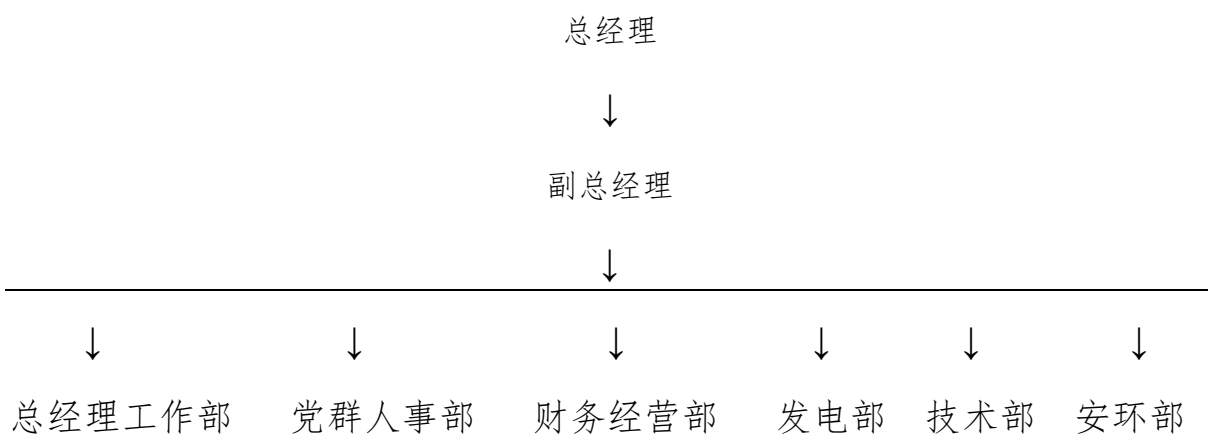 总经理
↓
副总经理
↓
↓ ↓ ↓ ↓ ↓ ↓
总经理工作部 党群人事部 财务经营部 发电部 技术部 安环部